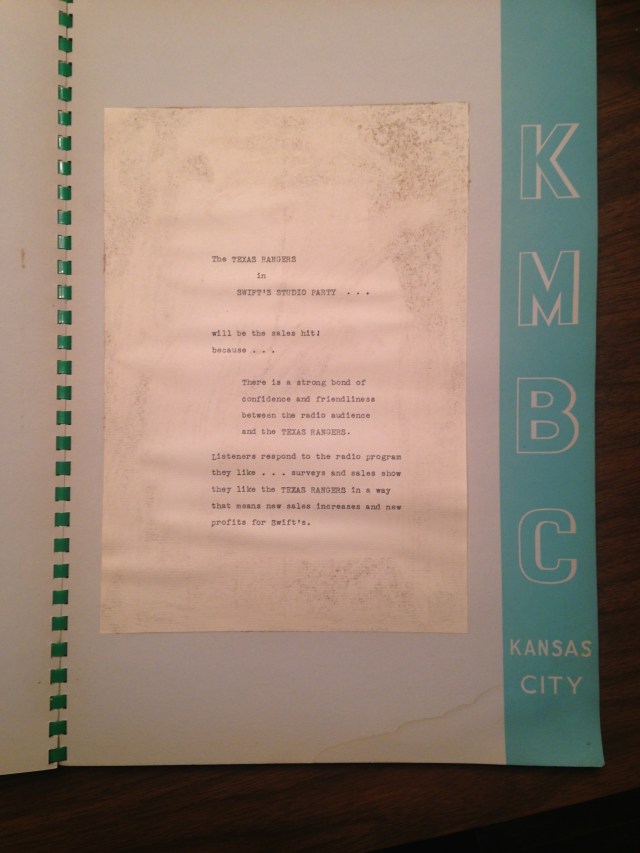 The TEXAS RANGERS
in
SWIFT'S STUDIO PARTY . . .
will be the sales hit;
because . . .
There is a strong bond of
confidence and friendliness
between the radio audience
and the TEXAS RANGERS.
Listeners respond to the radio program
they like . . . surveys and sales show
they like the TEXAS RANGERS in a way
that means new sales increases and new
profits for Swift's.
K
M
B
C
KANSAS
CITY